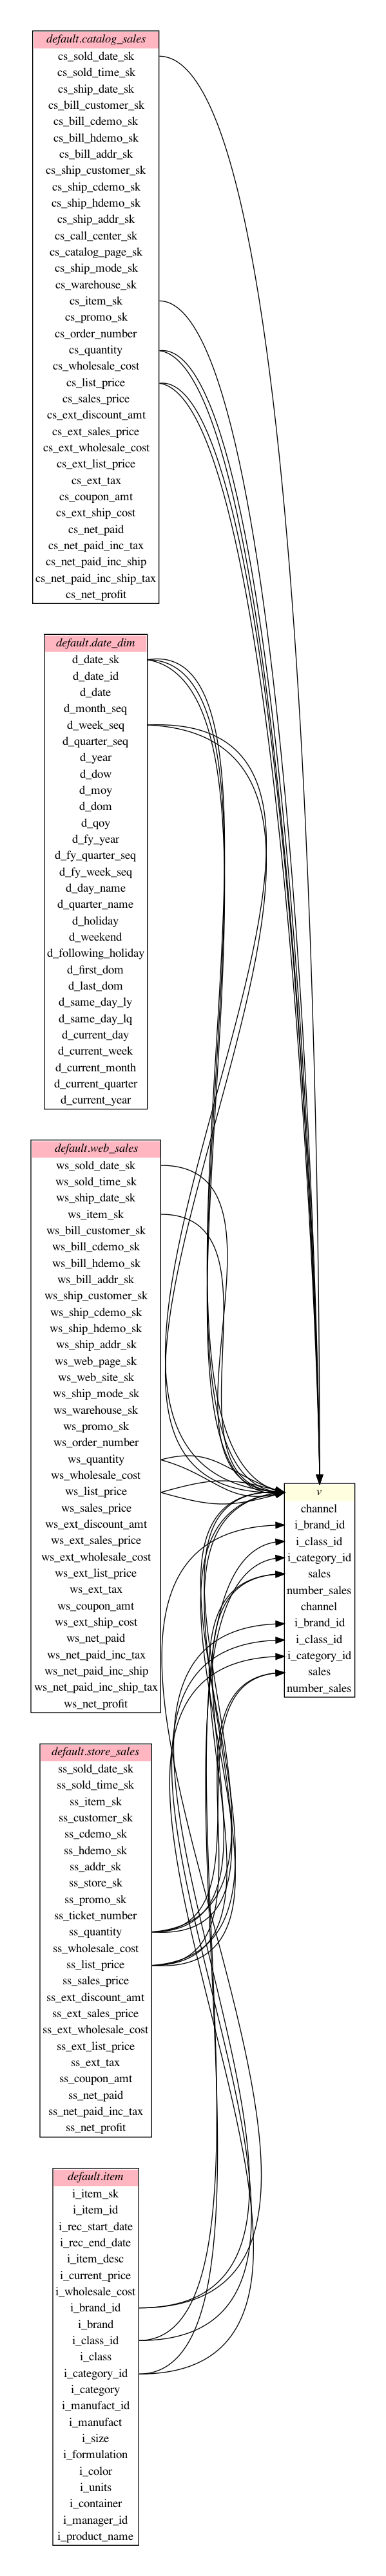 default.catalog_sales
cs_sold_date_sk
cs_sold_time_sk
cs_ship_date_sk
cs_bill_customer_sk
cs_bill_cdemo_sk
cs_bill_hdemo_sk
cs_bill_addr_sk
cs_ship_customer_sk
cs_ship_cdemo_sk
cs_ship_hdemo_sk
cs_ship_addr_sk
cs_call_center_sk
cs_catalog_page_sk
cs_ship_mode_sk
cs_warehouse_sk
cs_item_sk
cs_promo_sk
cs_order_number
cs_quantity
cs_wholesale_cost
cs_list_price
cs_sales_price
cs_ext_discount_amt
cs_ext_sales_price
cs_ext_wholesale_cost
cs_ext_list_price
cs_ext_tax
cs_coupon_amt
cs_ext_ship_cost
cs_net_paid
cs_net_paid_inc_tax
cs_net_paid_inc_ship
cs_net_paid_inc_ship_tax
cs_net_profit
default.date_dim
d_date_sk
d_date_id
d_date
d_month_seq
d_week_seq
d_quarter_seq
d_year
d_dow
d_moy
d_dom
d_qoy
d_fy_year
d_fy_quarter_seq
d_fy_week_seq
d_day_name
d_quarter_name
d_holiday
d_weekend
d_following_holiday
d_first_dom
d_last_dom
d_same_day_ly
d_same_day_lq
d_current_day
d_current_week
d_current_month
d_current_quarter
d_current_year
default.web_sales
ws_sold_date_sk
ws_sold_time_sk
ws_ship_date_sk
ws_item_sk
ws_bill_customer_sk
ws_bill_cdemo_sk
ws_bill_hdemo_sk
ws_bill_addr_sk
ws_ship_customer_sk
ws_ship_cdemo_sk
ws_ship_hdemo_sk
ws_ship_addr_sk
ws_web_page_sk
ws_web_site_sk
ws_ship_mode_sk
ws_warehouse_sk
ws_promo_sk
ws_order_number
ws_quantity
ws_wholesale_cost
ws_list_price
ws_sales_price
ws_ext_discount_amt
ws_ext_sales_price
ws_ext_wholesale_cost
ws_ext_list_price
ws_ext_tax
ws_coupon_amt
ws_ext_ship_cost
ws_net_paid
ws_net_paid_inc_tax
ws_net_paid_inc_ship
ws_net_paid_inc_ship_tax
ws_net_profit
v
channel
i_brand_id
i_class_id
i_category_id
sales
number_sales
channel
i_brand_id
i_class_id
i_category_id
sales
number_sales
default.store_sales
ss_sold_date_sk
ss_sold_time_sk
ss_item_sk
ss_customer_sk
ss_cdemo_sk
ss_hdemo_sk
ss_addr_sk
ss_store_sk
ss_promo_sk
ss_ticket_number
ss_quantity
ss_wholesale_cost
ss_list_price
ss_sales_price
ss_ext_discount_amt
ss_ext_sales_price
ss_ext_wholesale_cost
ss_ext_list_price
ss_ext_tax
ss_coupon_amt
ss_net_paid
ss_net_paid_inc_tax
ss_net_profit
default.item
i_item_sk
i_item_id
i_rec_start_date
i_rec_end_date
i_item_desc
i_current_price
i_wholesale_cost
i_brand_id
i_brand
i_class_id
i_class
i_category_id
i_category
i_manufact_id
i_manufact
i_size
i_formulation
i_color
i_units
i_container
i_manager_id
i_product_name